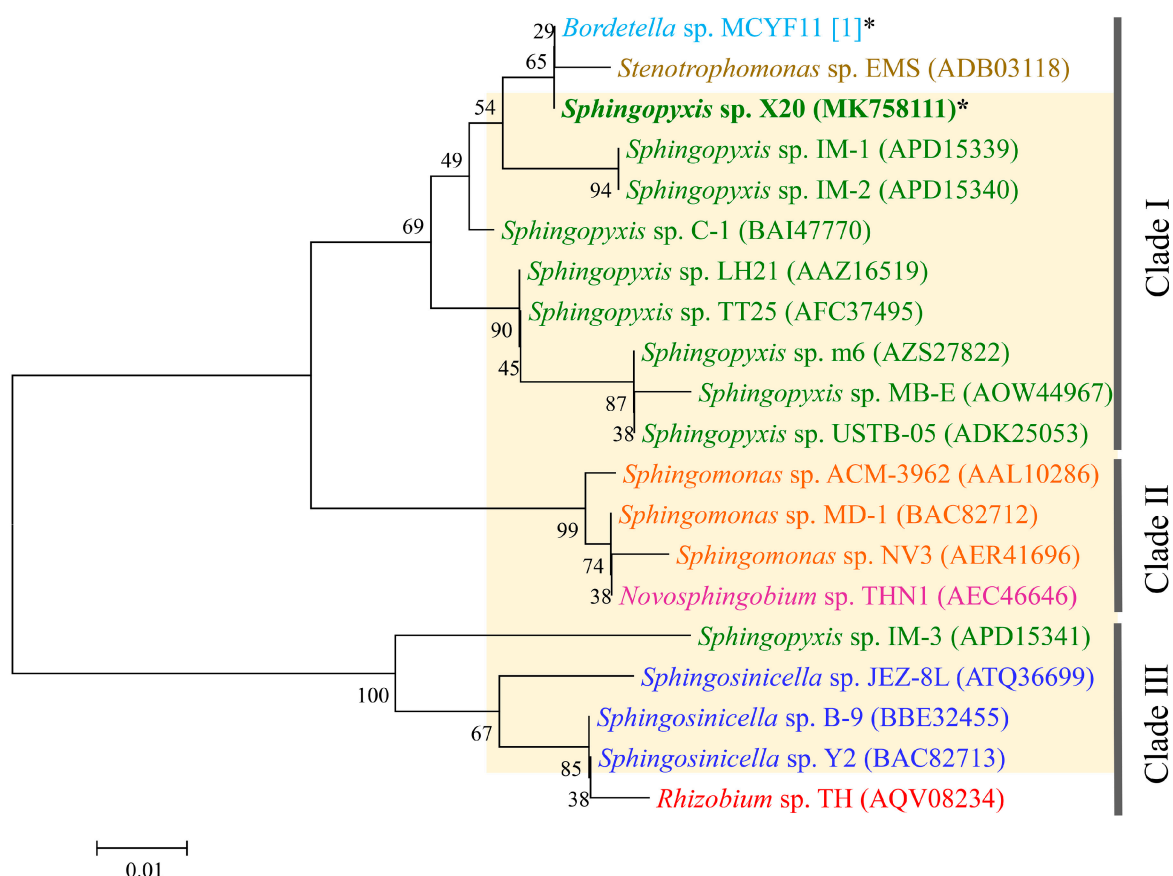 29
Bordetella sp. MCYF11 [1]*
65
Stenotrophomonas sp. EMS (ADB03118)
54
Sphingopyxis sp. X20 (MK758111)*
49
Sphingopyxis sp. IM-1 (APD15339)
94
Sphingopyxis sp. IM-2 (APD15340)
69
Sphingopyxis sp. C-1 (BAI47770)
Sphingopyxis sp. LH21 (AAZ16519)
Sphingopyxis sp. TT25 (AFC37495)
90
45
Sphingopyxis sp. m6 (AZS27822)
Sphingopyxis sp. MB-E (AOW44967)
87
38
Sphingopyxis sp. USTB-05 (ADK25053)
Clade I
Sphingomonas sp. ACM-3962 (AAL10286)
99
Sphingomonas sp. MD-1 (BAC82712)
Sphingomonas sp. NV3 (AER41696)
74
38
Novosphingobium sp. THN1 (AEC46646)
Clade II
Sphingopyxis sp. IM-3 (APD15341)
100
Sphingosinicella sp. JEZ-8L (ATQ36699)
67
Sphingosinicella sp. B-9 (BBE32455)
Sphingosinicella sp. Y2 (BAC82713)
85
38
Rhizobium sp. TH (AQV08234)
Clade III
0.01